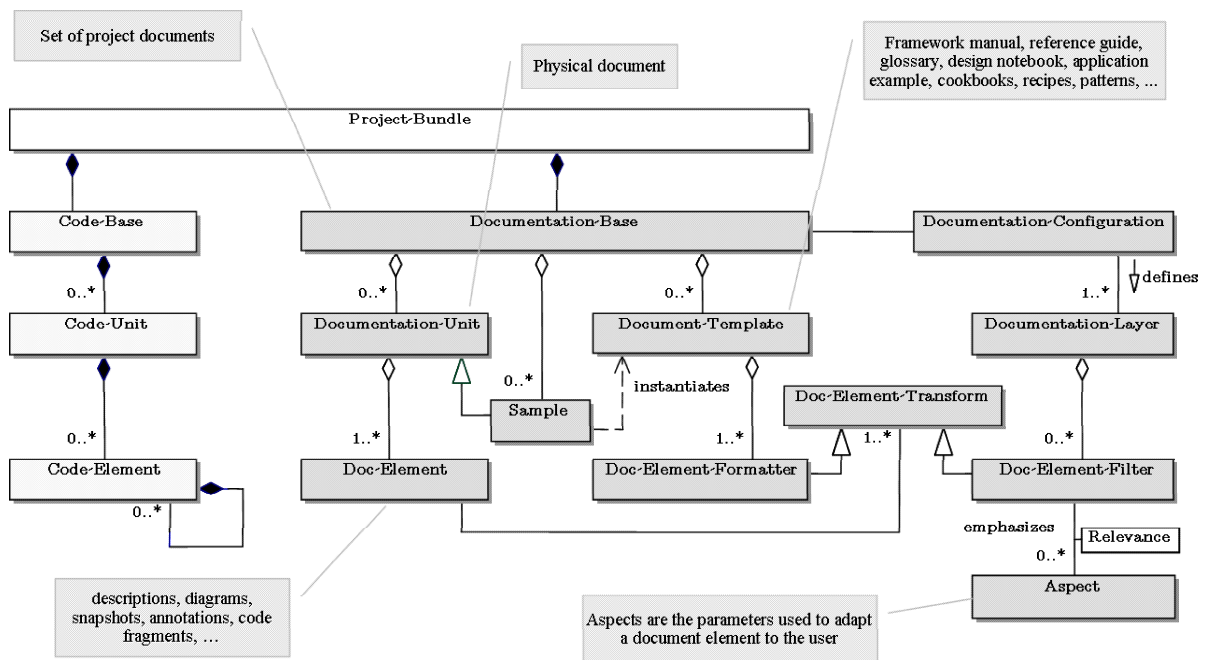 Set of project documents
Physical document
Framework manual, reference guide,
glossary, design notebook, application
example, cookbooks, recipes, patterns, ...
Project-Bundle
Code-Base
Documentation-Base
Documentation-Configuration
0..*
0..*
0..*
1..*
defines
Code-Unit
Documentation-Unit
Document-Template
Documentation-Layer
0..*
instantiates
Sample
Doc-Element-Transform
0..*
1..*
1..*
1..*
0..*
Code-Element
Doc-Element
Doc-Element-Formatter
Doc-Element-Filter
0..*
emphasizes
Relevance
0..*
Aspect
descriptions, diagrams,
snapshots, annotations, code
fragments, ...
Aspects are the parameters used to adapt
a document element to the user